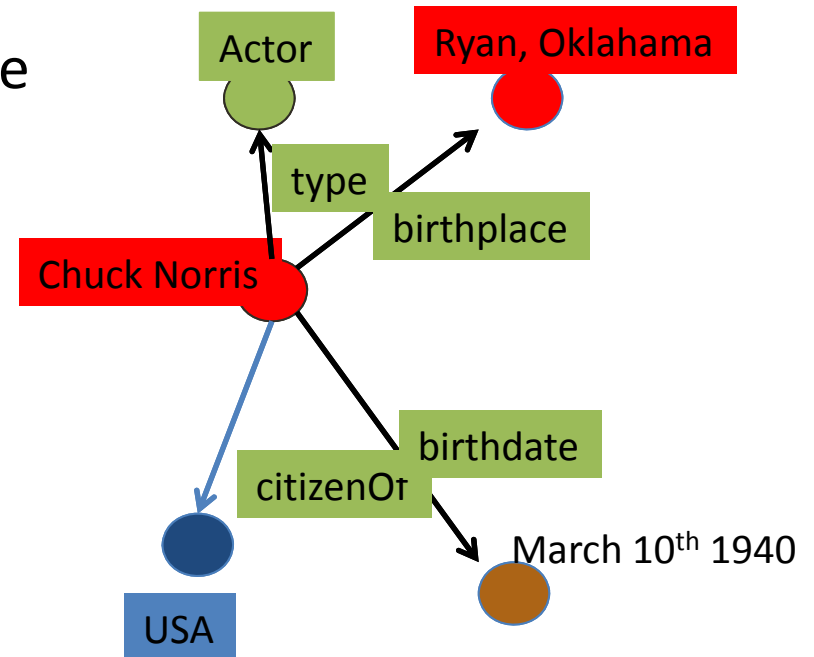 e
Actor
Ryan, Oklahama
type
birthplace
Chuck Norris
birthdate
citizenOf
March 10th 1940
USA